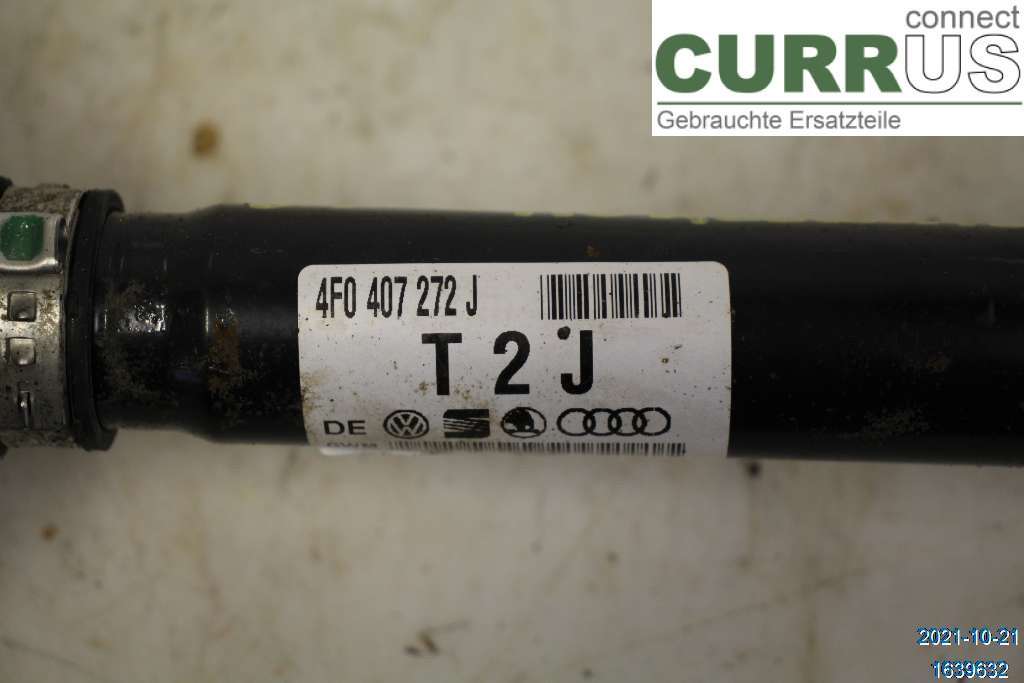 connect
CURRUS
Gebrauchte Ersatzteile
4F0 407 272 J
T 2 J
DE
2021-10-21
1639632